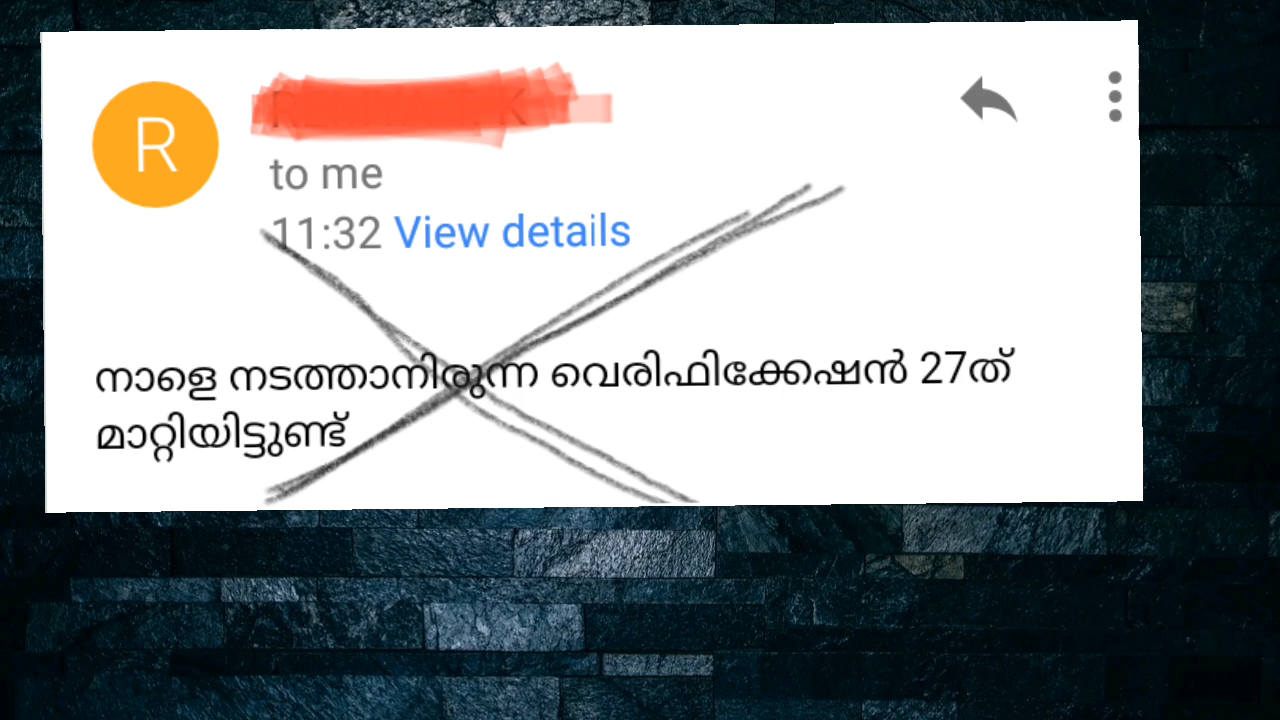 R
to me
11:32 View details
നാളെ നടത്താനിരുന്ന വെരിഫിക്കേഷൻ 27ത്
മാറ്റിയിട്ടുണ്ട്